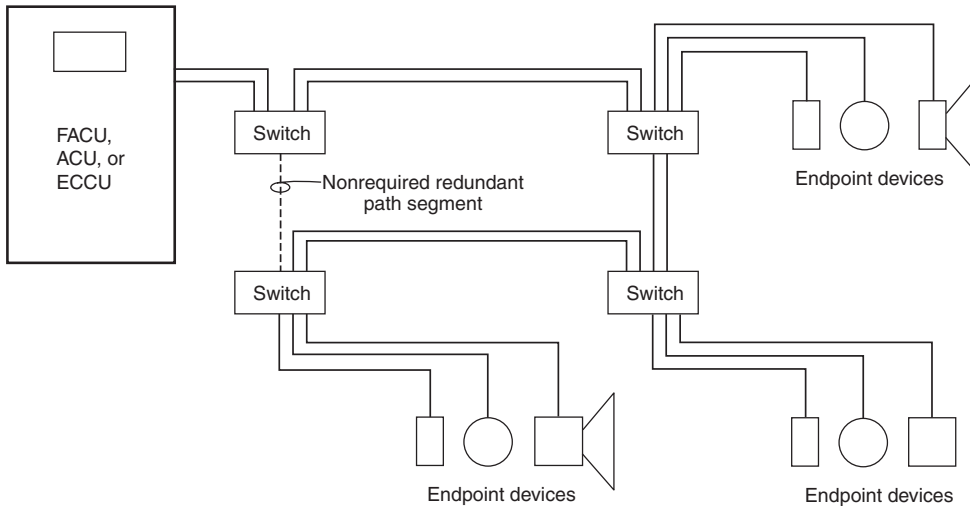 FACU,
ACU, or
ECCU
Switch
Switch
Endpoint devices
Nonrequired redundant
path segment
Switch
Switch
Endpoint devices
Endpoint devices